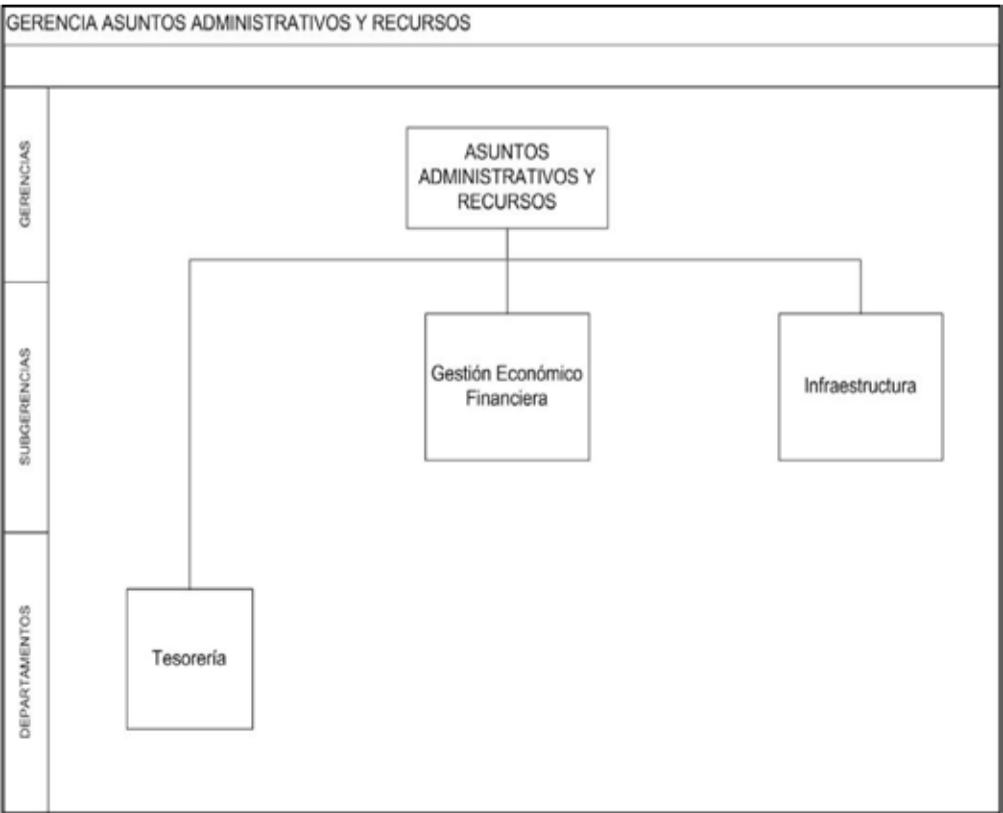 GERENCIA ASUNTOS ADMINISTRATIVOS Y RECURSOS
GERENCIAS
ASUNTOS
ADMINISTRATIVOS Y
RECURSOS
SUBGERENCIAS
Gestión Económico
Financiera
Infraestructura
DEPARTAMENTOS
Tesorería